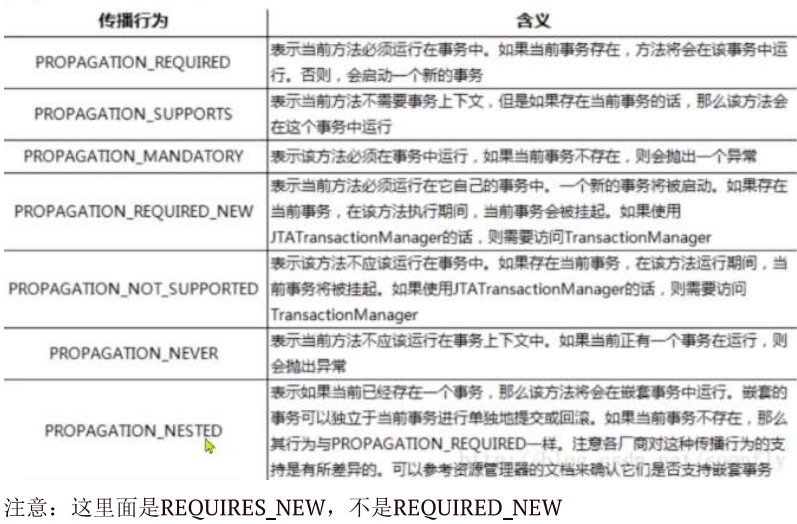 传播行为 含义
PROPAGATION_REQUIRED
表示当前方法必须运行在事务中。如果当前事务存在，方法将会在该事务中运
行。否则，会启动一个新的事务
PROPAGATION_SUPPORTS
表示当前方法不需要事务上下文，但是如果存在当前事务的话，那么该方法会
在这个事务中运行
PROPAGATION_MANDATORY
表示该方法必须在事务中运行，如果当前事务不存在，则会抛出一个异常
PROPAGATION_REQUIRED_NEW
表示当前方法必须运行在它自己的事务中。一个新的事务将被启动。如果存在
当前事务，在该方法执行期间，当前事务会被挂起。如果使用
JTATransactionManager的话，则需要访问TransactionManager
PROPAGATION_NOT_SUPPORTED
表示该方法不应该运行在事务中。如果存在当前事务，在该方法运行期间，当
前事务将被挂起。如果使用JTATransactionManager的话，则需要访问
TransactionManager
PROPAGATION_NEVER
表示当前方法不应该运行在事务上下文中。如果当前正有一个事务在运行，则
会抛出异常
PROPAGATION_NESTED
表示如果当前已经存在一个事务，那么该方法将会在嵌套事务中运行。嵌套的
事务可以独立于当前事务进行单独地提交或回滚。如果当前事务不存在，那么
其行为与PROPAGATION_REQUIRED一样。注意各厂商对这种传播行为的支
持是有所差异的。可以参考资源管理器的文档来确认它们是否支持嵌套事务
注意：这里面是REQUIRES_NEW，不是REQUIRED_NEW